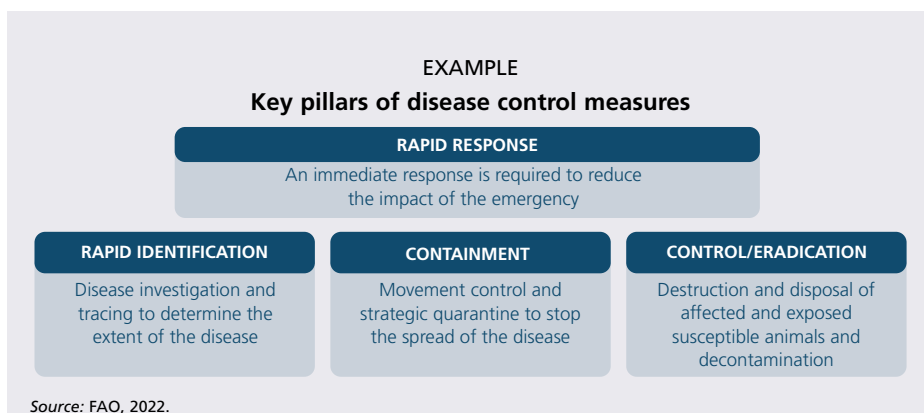 EXAMPLE
Key pillars of disease control measures
RAPID RESPONSE
An immediate response is required to reduce
the impact of the emergency
RAPID IDENTIFICATION
Disease investigation and
tracing to determine the
extent of the disease
CONTAINMENT
Movement control and
strategic quarantine to stop
the spread of the disease
CONTROL/ERADICATION
Destruction and disposal of
affected and exposed
susceptible animals and
decontamination
Source: FAO, 2022.